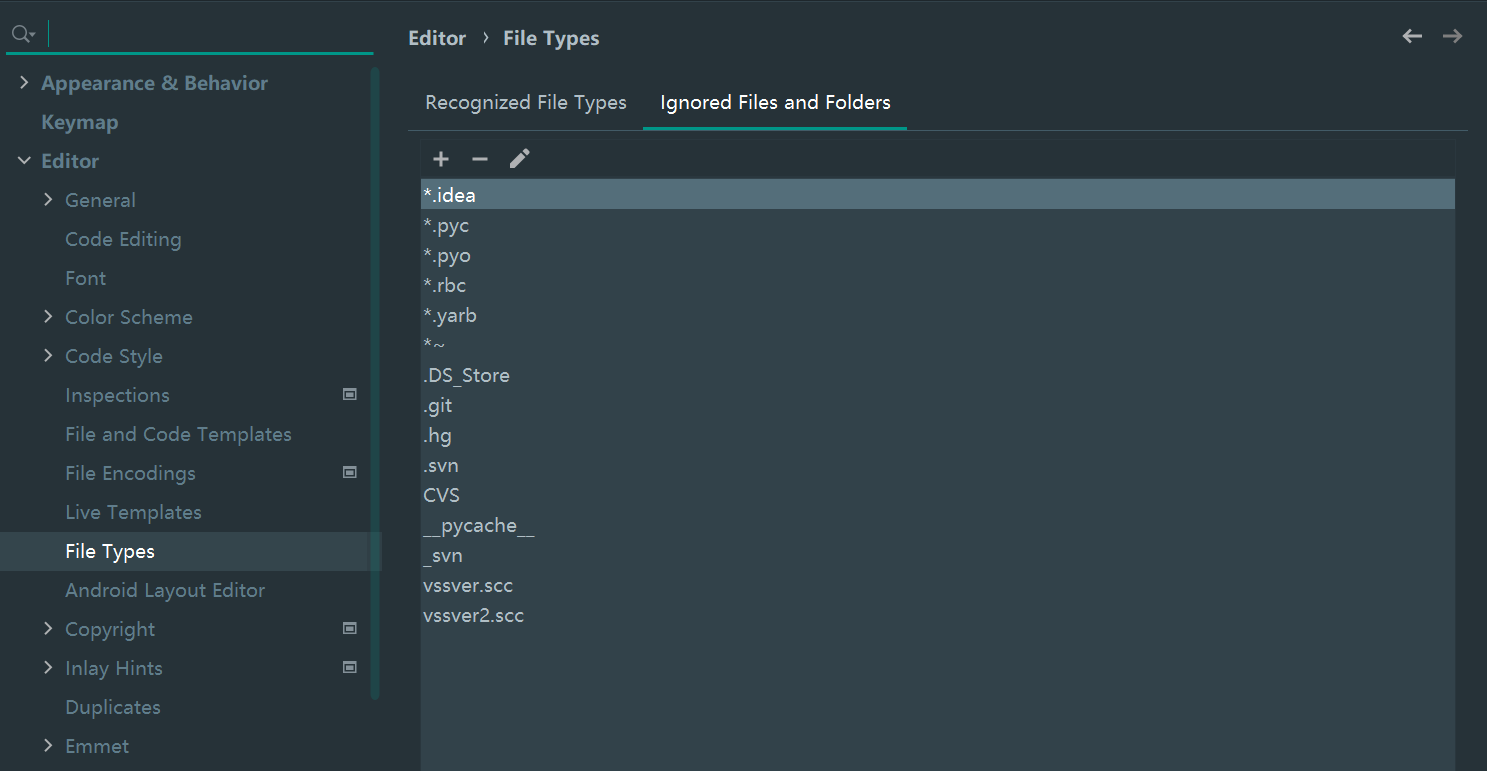 Appearance & Behavior
Keymap
Editor
General
Code Editing
Font
Color Scheme
Code Style
Inspections
File and Code Templates
File Encodings
Live Templates
File Types
Android Layout Editor
Copyright
Inlay Hints
Duplicates
Emmet
Editor › File Types
Recognized File Types Ignored Files and Folders
*.idea
*.pyc
*.pyo
*.rbc
*.yarb
*~
.DS_Store
.git
.hg
.svn
CVS
__pycache__
_svn
vssver.scc
vssver2.scc